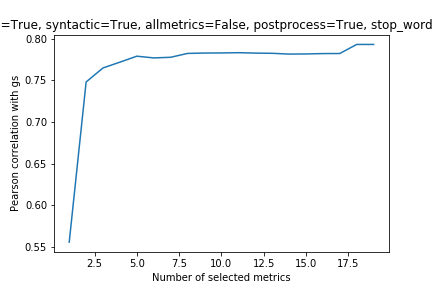 =True, syntactic=True, allmetrics=False, postprocess=True, stop_word
0.80
0.75
0.70
0.65
0.60
0.55
Pearson correlation with gs
2.5 5.0 7.5 10.0 12.5 15.0 17.5
Number of selected metrics